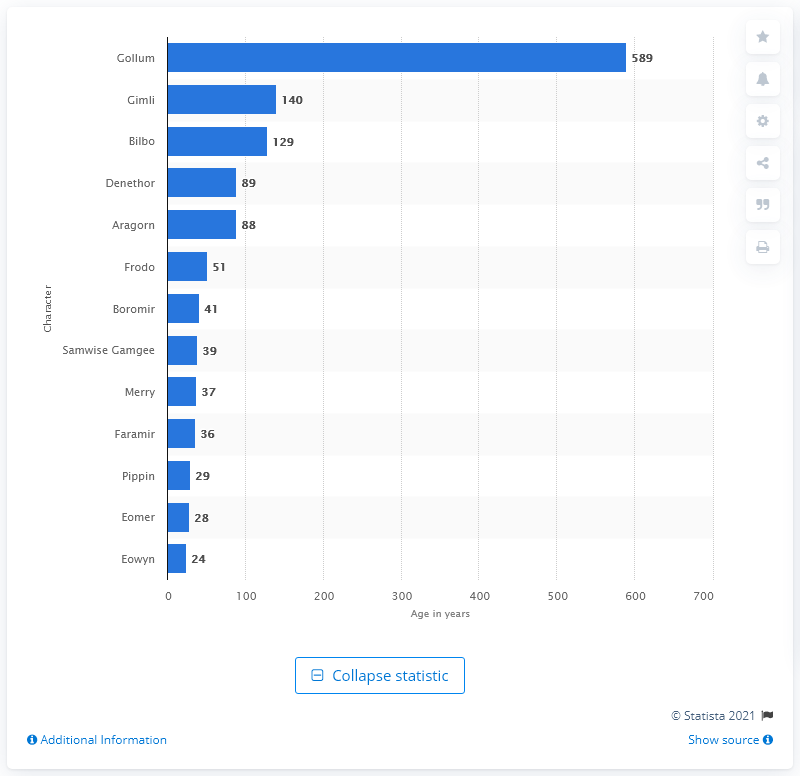 Gollum 589
Gimli 140
Bilbo 129
Denethor 89
Aragorn 88
Frodo 51
Boromir 41
Samwise Gamgee 39
Merry 37
Faramir 36
Pippin 29
Eomer 28
Eowyn 24
Character
0 100 200 300 400 500 600 700
Age in years
Collapse statistic
© Statista 2021
Additional Information
Show source